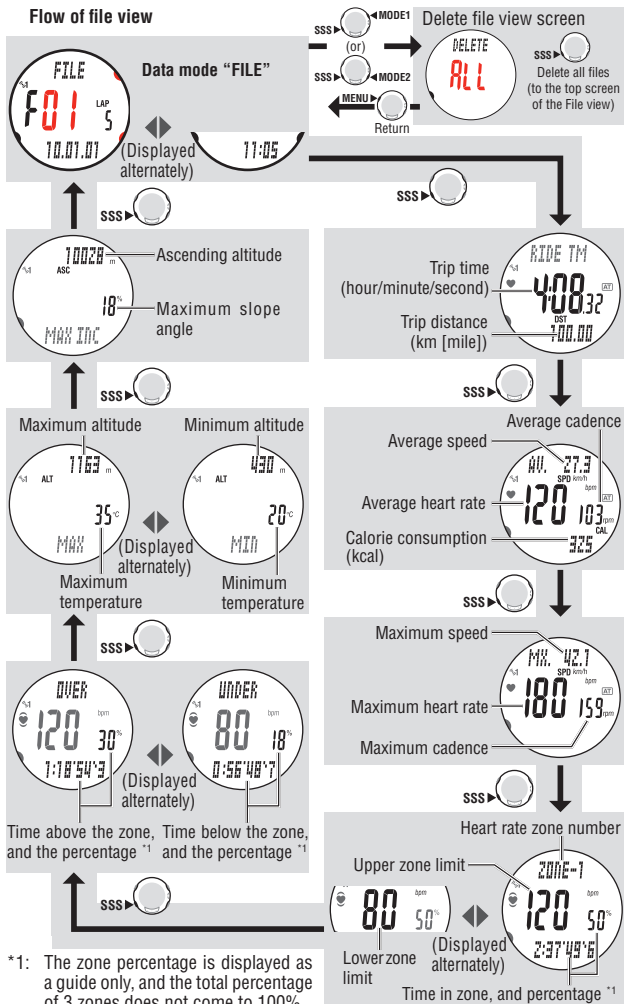 Flow of file view
Data mode “FILE”
FILE
F01
LAP
5
10.01.01
(Displayed
alternately)
11:05
SSS
MODE1
(or)
SSS
MODE2
MENU
Return
Delete file view screen
DELETE
ALL
SSS
Delete all files
(to the top screen
of the File view)
SSS
SSS
10028 m
ASC
18%
MAX INC
Ascending altitude
Maximum slope
angle
Trip time
(hour/minute/second)
Trip distance
(km [mile])
RIDE TM
AT
4:08.32
DST
100.00
SSS
SSS
Maximum altitude
Minimum altitude
1163 m
ALT
35°C
MAX
430 m
ALT
20°C
MIN
(Displayed
alternately)
Maximum
temperature
Minimum
temperature
Average cadence
Average speed
Average heart rate
Calorie consumption
(kcal)
AV. 27.3
SPD km/h
bpm
AT
120
103 rpm
CAL
325
SSS
SSS
Maximum speed
Maximum heart rate
Maximum cadence
MX. 42.1
SPD km/h
bpm
AT
180
159 rpm
OVER
bpm
120
30%
1:18'54"3
UNDER
bpm
80
18%
0:56'48"7
(Displayed
alternately)
Time above the zone,
and the percentage *1
Time below the zone,
and the percentage *1
SSS
SSS
Heart rate zone number
Upper zone limit
ZONE-1
bpm
120
50%
2:37'49"6
bpm
80
50%
Lower zone
limit
(Displayed
alternately)
Time in zone, and percentage *1
*1: The zone percentage is displayed as
a guide only, and the total percentage
of 3 zones does not come to 100%.